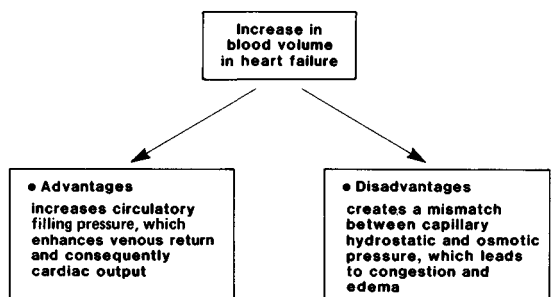 Increase in
blood volume
in heart failure
• Advantages
increases circulatory
filling pressure, which
enhances venous return
and consequently
cardiac output
• Disadvantages
creates a mismatch
between capillary
hydrostatic and osmotic
pressure, which leads
to congestion and
edema